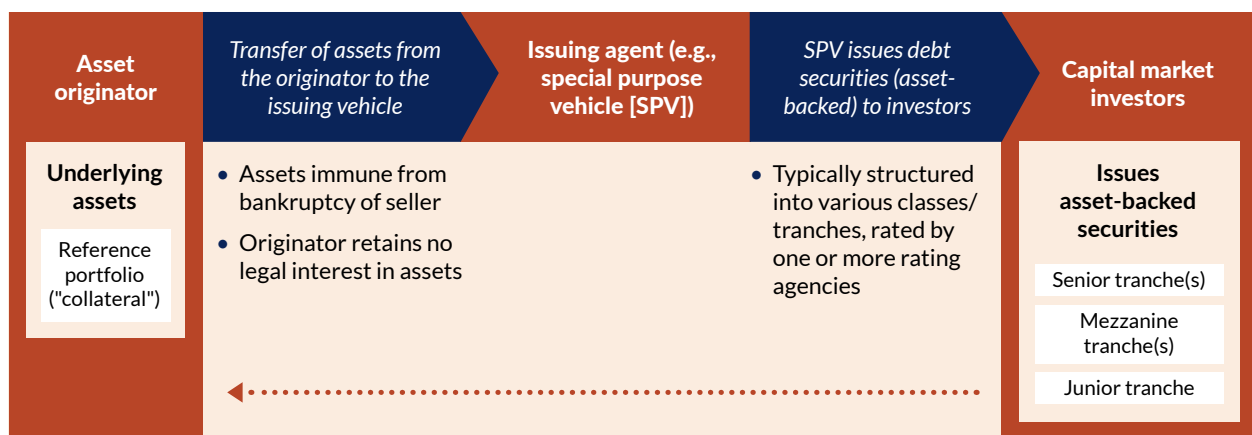 Asset
originator
Transfer of assets from
the originator to the
issuing vehicle
Issuing agent (e.g.,
special purpose
vehicle [SPV])
SPV issues debt
securities (asset-
backed) to investors
Capital market
investors
Underlying
assets
Reference
portfolio
("collateral")
• Assets immune from
bankruptcy of seller
• Originator retains no
legal interest in assets
• Typically structured
into various classes/
tranches, rated by
one or more rating
agencies
Issues
asset-backed
securities
Senior tranche(s)
Mezzanine
tranche(s)
Junior tranche